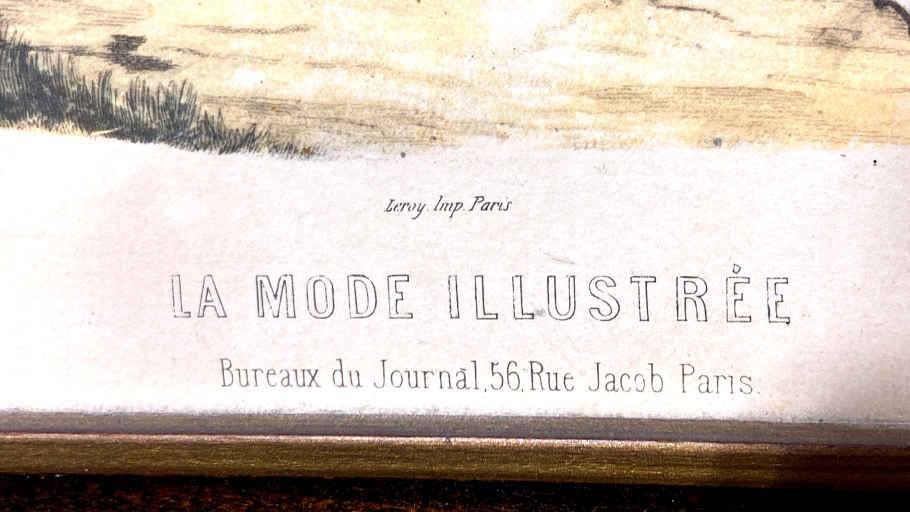 Leroy. Imp. Paris
LA MODE ILLUSTRÉE
Bureaux du Journal, 56, Rue Jacob Paris.